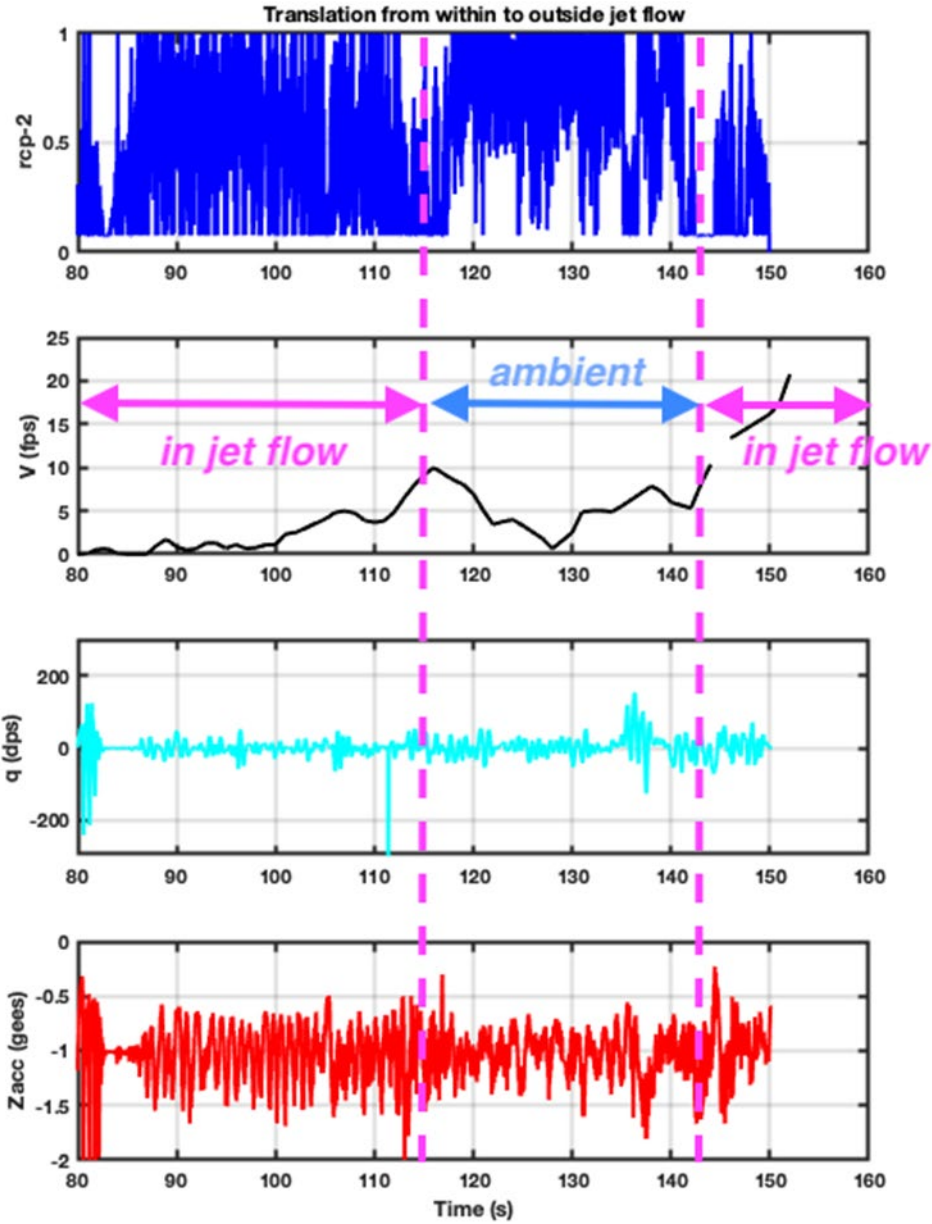 Translation from within to outside jet flow
1
0.5
0
rcp-2
80 90 100 110 120 130 140 150 160
25
20
15
10
5
0
V (fps)
ambient
in jet flow
in jet flow
80 90 100 110 120 130 140 150 160
200
0
-200
q (dps)
80 90 100 110 120 130 140 150 160
0
-0.5
-1
-1.5
-2
Zacc (gees)
80 90 100 110 120 130 140 150 160
Time (s)